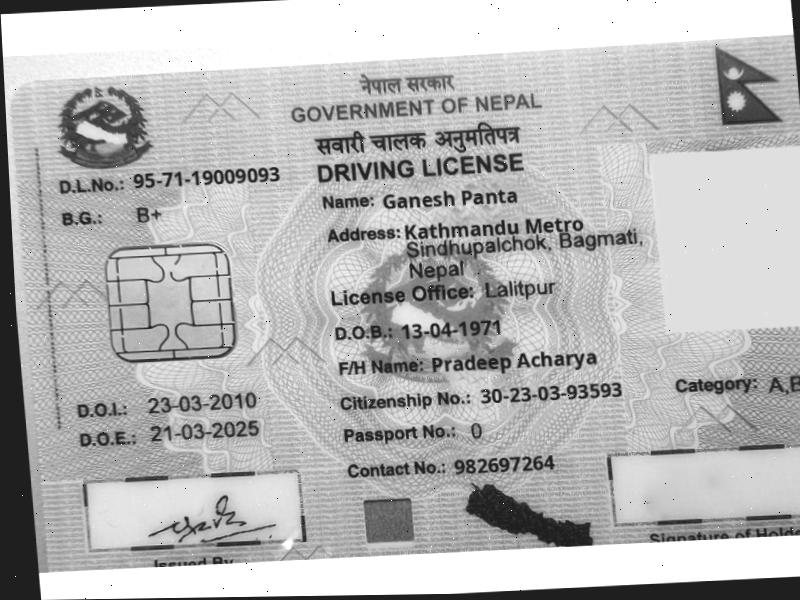 नेपाल सरकार
GOVERNMENT OF NEPAL
सवारी चालक अनुमतिपत्र
DRIVING LICENSE
D.L.No.: 95-71-19009093
B.G.: B+
Name: Ganesh Panta
Address: Kathmandu Metro
Sindhupalchok, Bagmati,
Nepal
License Office: Lalitpur
D.O.B.: 13-04-1971
F/H Name: Pradeep Acharya
Citizenship No.: 30-23-03-93593
Category: A,B
Passport No.: 0
Contact No.: 982697264
D.O.I.: 23-03-2010
D.O.E.: 21-03-2025
Issued By
Signature of Holde